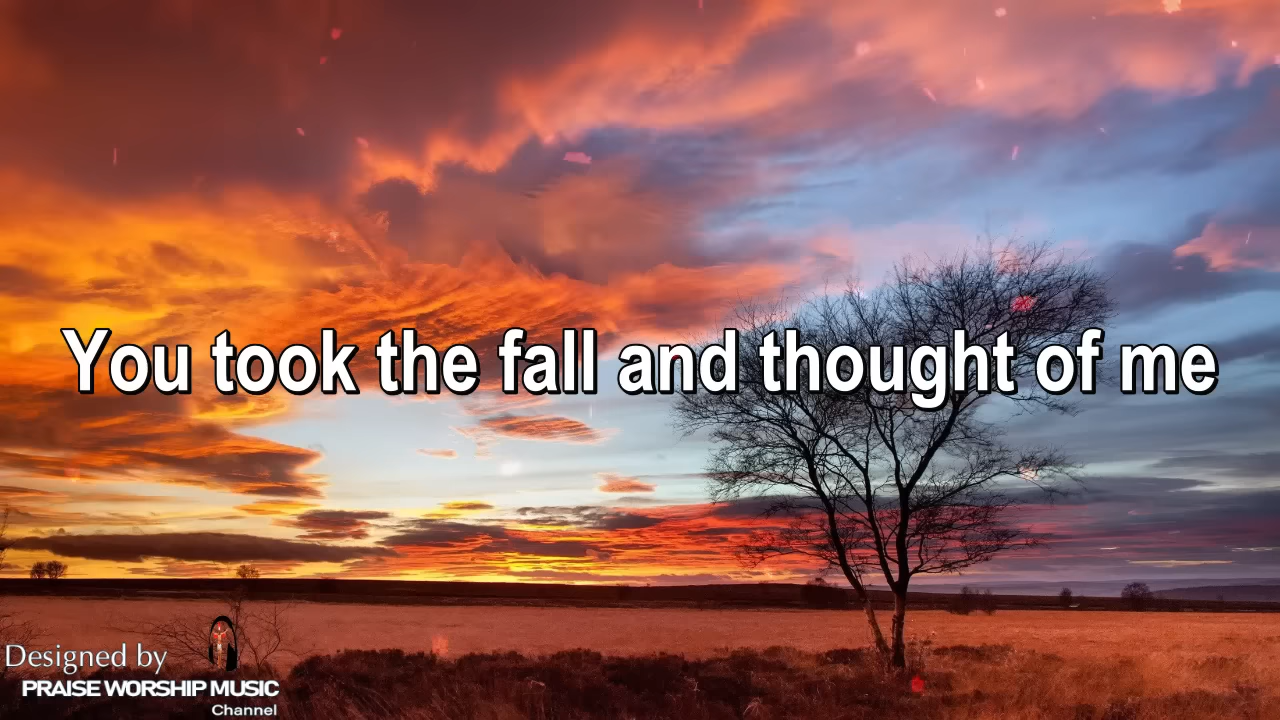 You took the fall and thought of me
Designed by
PRAISE WORSHIP MUSIC
Channel